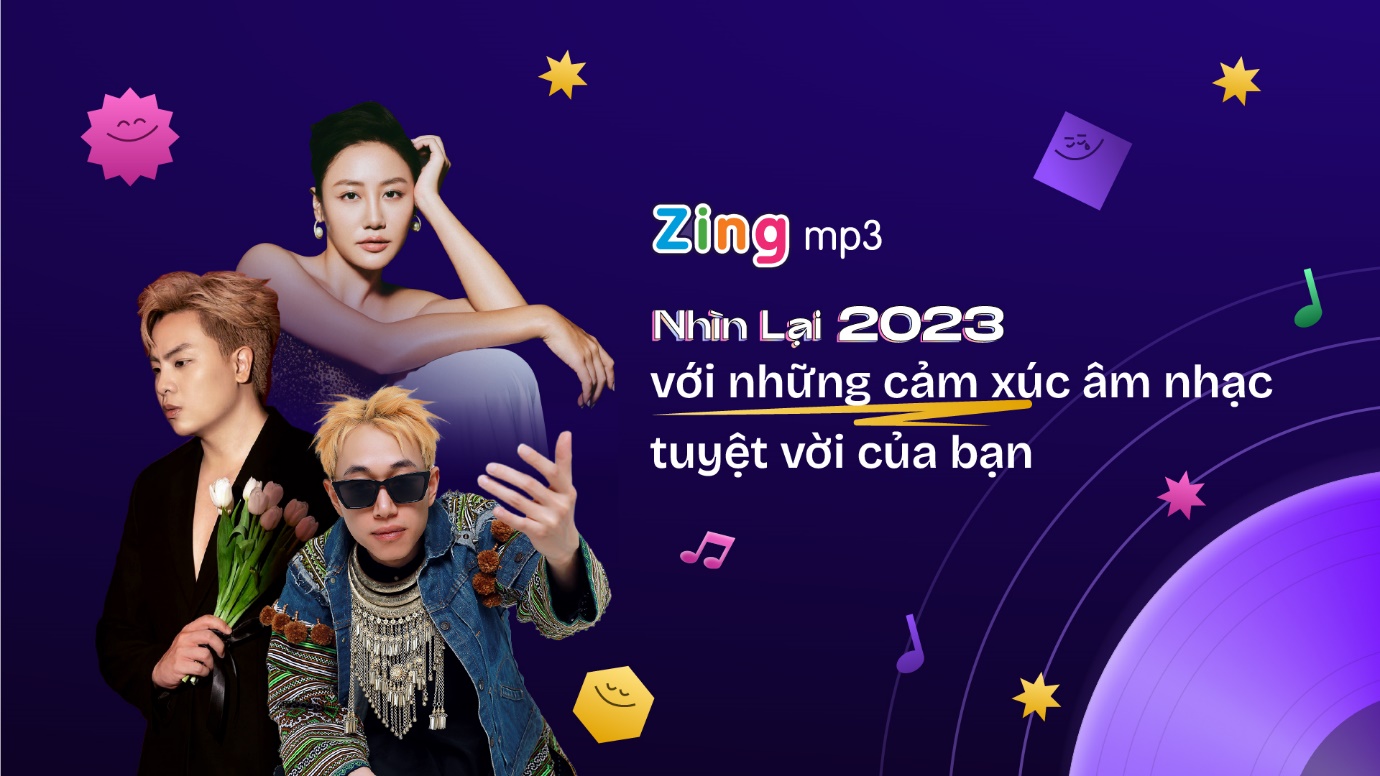 Zing mp3
Nhìn Lại 2023
với những cảm xúc âm nhạc
tuyệt vời của bạn